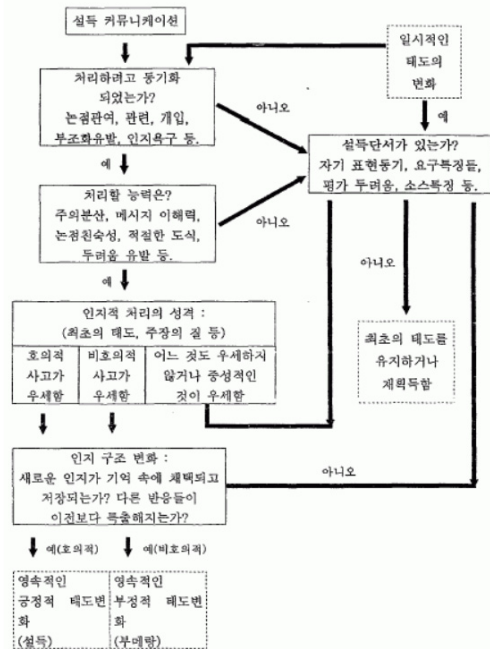 설득 커뮤니케이션
일시적인
태도의
변화
처리하려고 동기화
되었는가?
논점관여, 관련, 개입,
부조화유발, 인지욕구 등.
아니오
예
설득단서가 있는가?
자기 표현동기, 요구특징들,
평가 두려움, 소스특징 등.
예
처리할 능력은?
주의분산, 메시지 이해력,
논점친숙성, 적절한 도식,
두려움 유발 등.
아니오
아니오
예
인지적 처리의 성격 :
(최초의 태도, 주장의 질 등)
호의적
사고가
우세함
비호의적
사고가
우세함
어느 것도 우세하지
않거나 중성적인
것이 우세함
최초의 태도를
유지하거나
재획득함
인지 구조 변화 :
새로운 인지가 기억 속에 채택되고
저장되는가? 다른 반응들이
이전보다 특출해지는가?
아니오
예(호의적)
예(비호의적)
영속적인
긍정적 태도변
화
(설득)
영속적인
부정적 태도변
화
(부메랑)